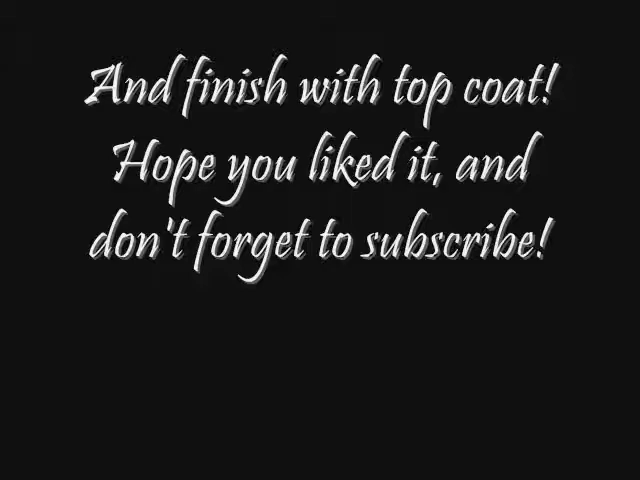 And finish with top coat!
Hope you liked it, and
don't forget to subscribe!